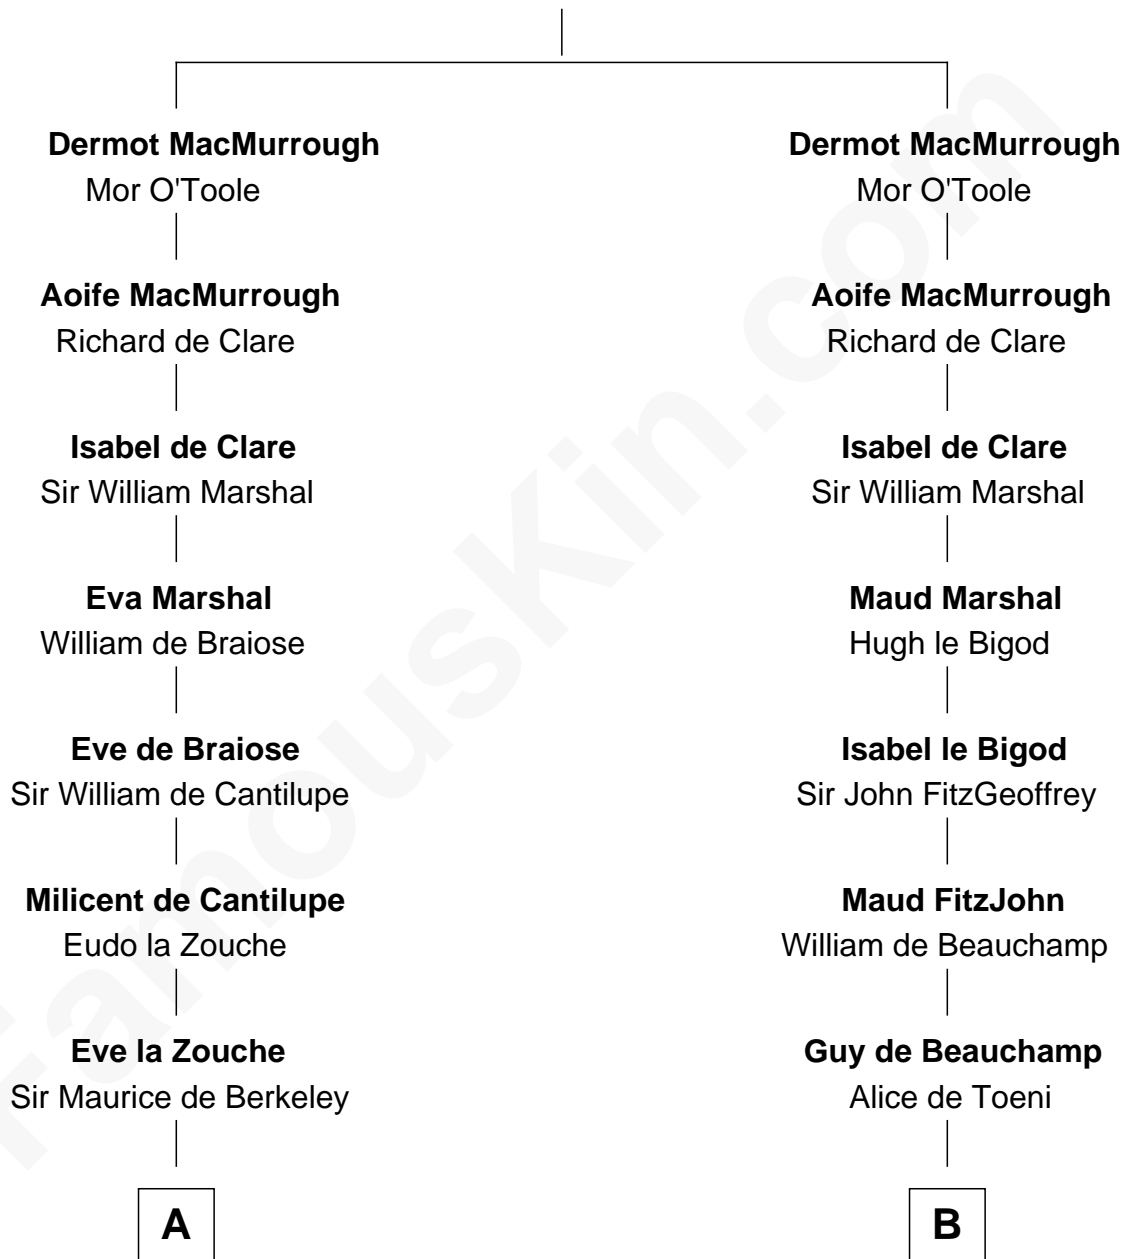 Dermot MacMurrough
Mor O'Toole
Aoife MacMurrough
Richard de Clare
Isabel de Clare
Sir William Marshal
Eva Marshal
William de Braiose
Eve de Braiose
Sir William de Cantilupe
Milicent de Cantilupe
Eudo la Zouche
Eve la Zouche
Sir Maurice de Berkeley
A
Dermot MacMurrough
Mor O'Toole
Aoife MacMurrough
Richard de Clare
Isabel de Clare
Sir William Marshal
Maud Marshal
Hugh le Bigod
Isabel le Bigod
Sir John FitzGeoffrey
Maud FitzJohn
William de Beauchamp
Guy de Beauchamp
Alice de Toeni
B
FamousKin.com